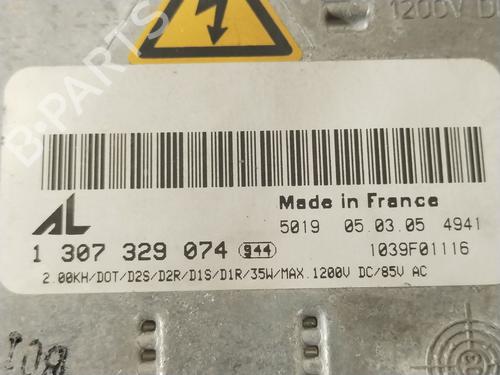 1200V D
B-PARTS
Made in France
5019 05.03.05 4941
AL
1 307 329 074 944
1039F01116
2.00KH/DOT/D2S/D2R/D1S/D1R/35W/MAX.1200V DC/85V AC